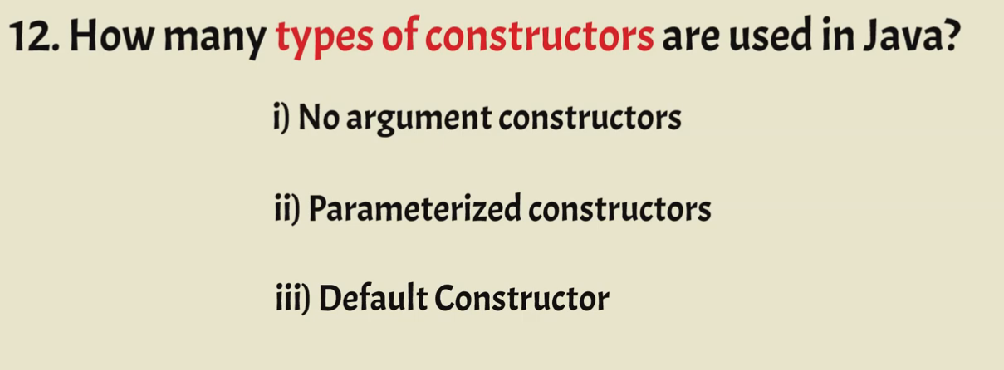 12. How many types of constructors are used in Java?
i) No argument constructors
ii) Parameterized constructors
iii) Default Constructor